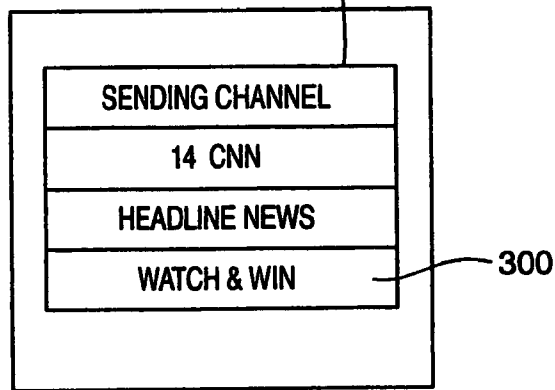 SENDING CHANNEL
14 CNN
HEADLINE NEWS
WATCH & WIN
300